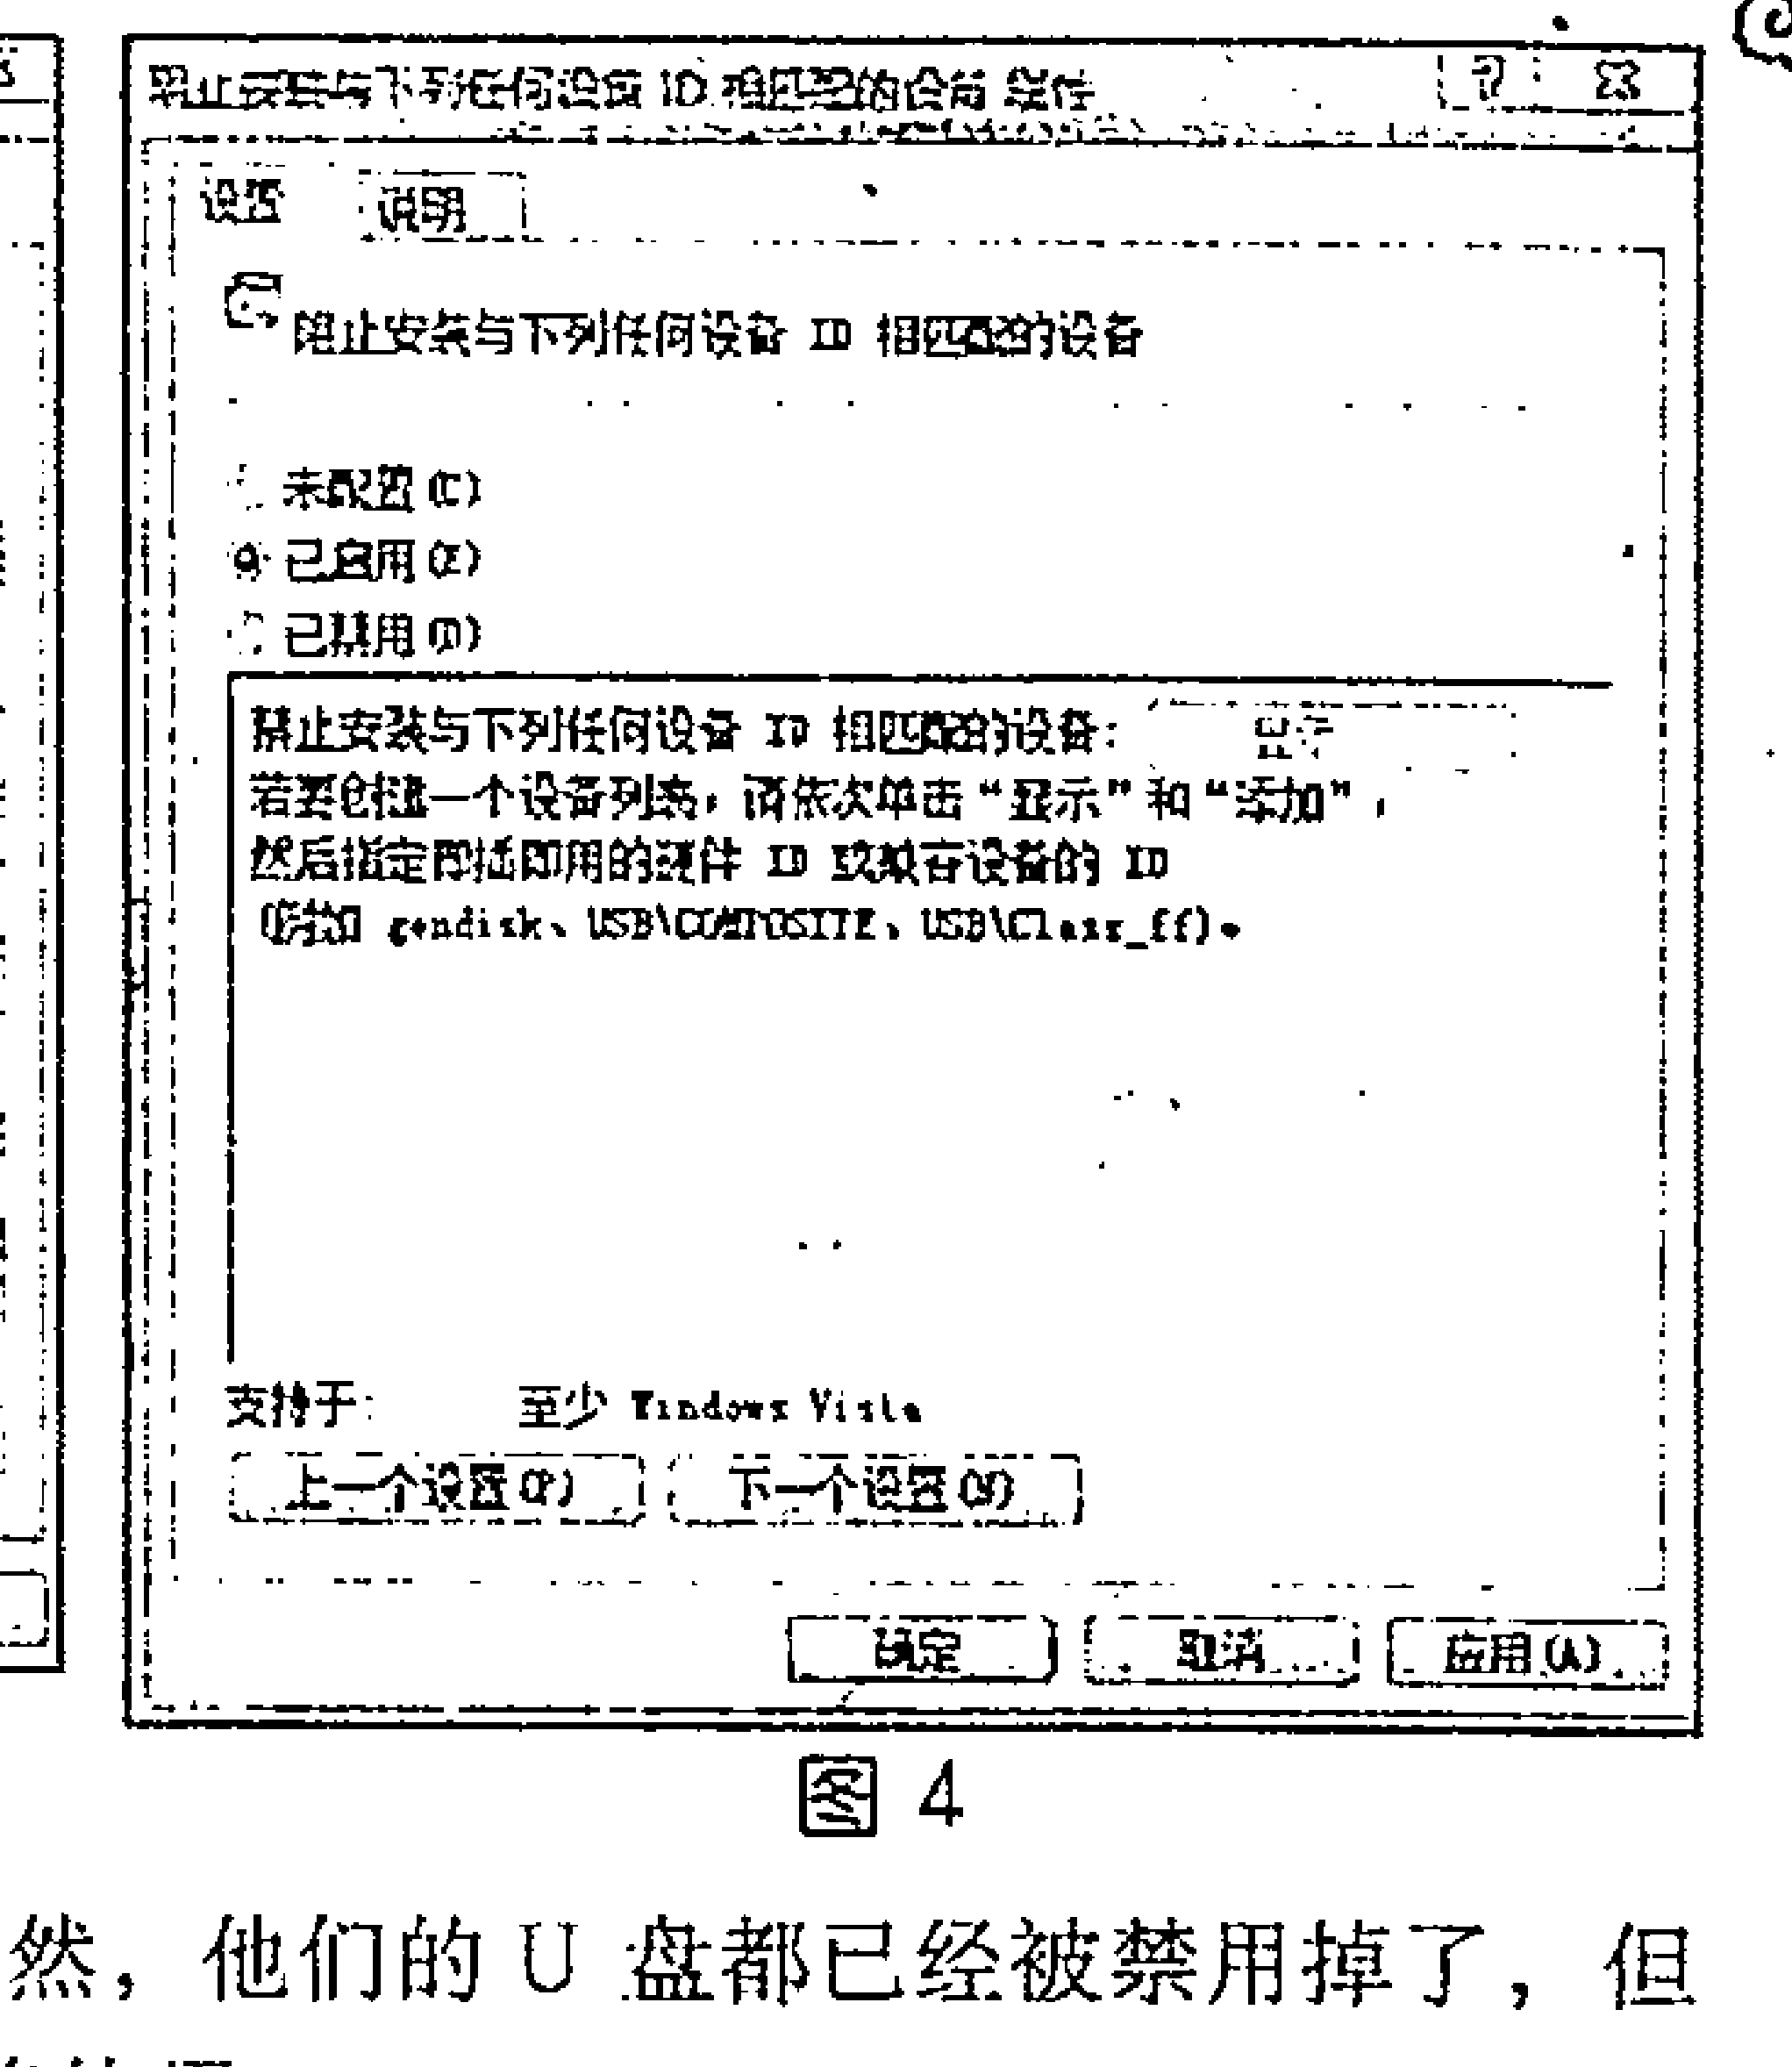 阻止安装与下列任何设备 ID 相匹配的设备 属性
设置 说明
阻止安装与下列任何设备 ID 相匹配的设备
未配置(C)
已启用(E)
已禁用(D)
禁止安装与下列任何设备 ID 相匹配的设备:
若要创建一个设备列表，请依次单击“显示”和“添加”，
然后指定即插即用的硬件 ID 或兼容设备的 ID
(例如 gendisk、USB\COMPOSITE、USB\Class_ff)。
支持于: 至少 Windows Vista
上一个设置(P) 下一个设置(N)
确定 取消 应用(A)
图 4
然，他们的 U 盘都已经被禁用掉了，但